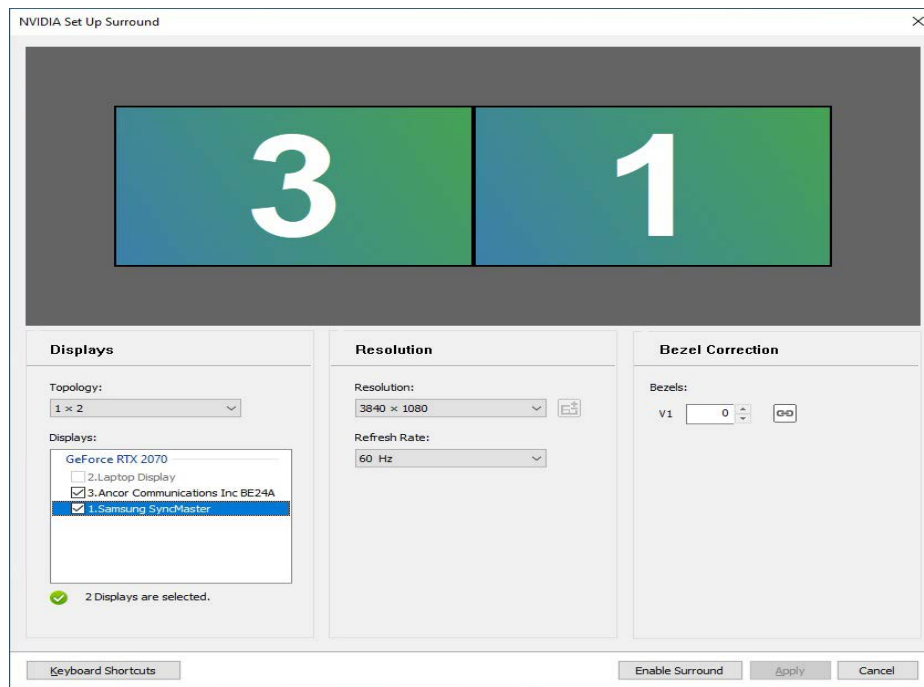 NVIDIA Set Up Surround
3 1
Displays
Topology:
1 × 2
Displays:
GeForce RTX 2070
2.Laptop Display
3.Ancor Communications Inc BE24A
1.Samsung SyncMaster
2 Displays are selected.
Resolution
Resolution:
3840 × 1080
Refresh Rate:
60 Hz
Bezel Correction
Bezels:
V1 0
Keyboard Shortcuts
Enable Surround
Apply
Cancel